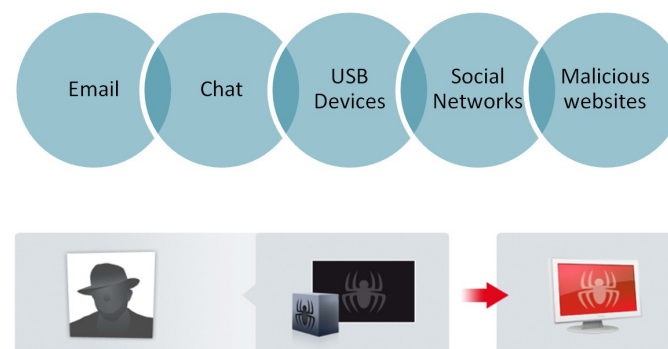 Email
Chat
USB
Devices
Social
Networks
Malicious
websites